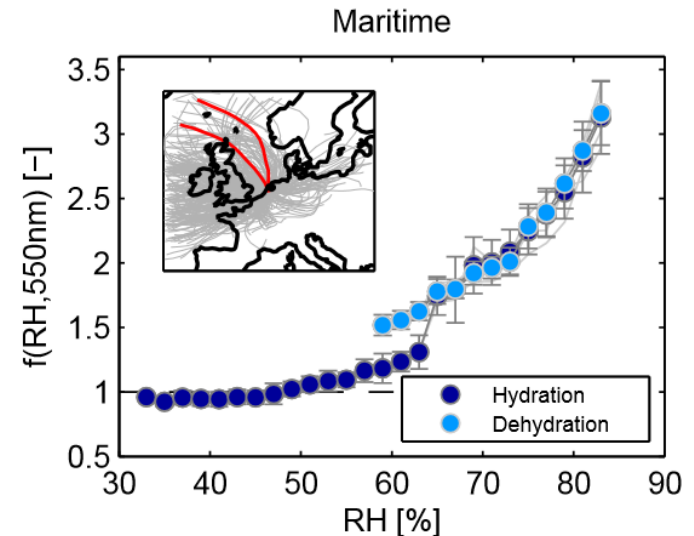 Maritime
f(RH,550nm) [−]
3.5
3
2.5
2
1.5
1
0.5
Hydration
Dehydration
30 40 50 60 70 80 90
RH [%]